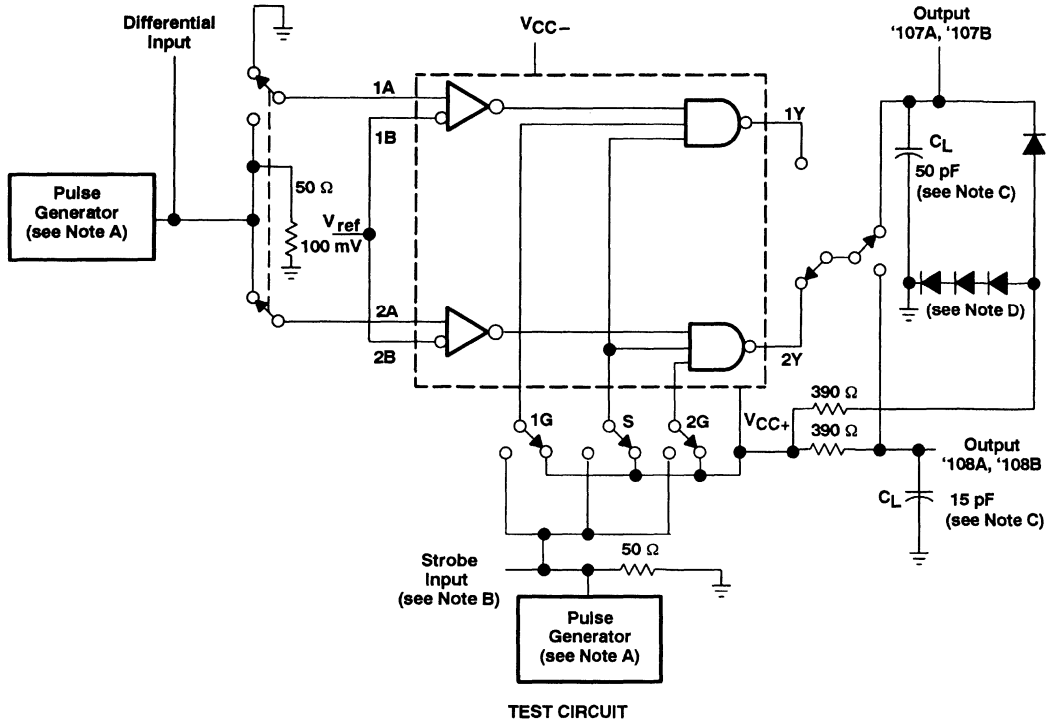 Differential
Input
VCC−
Output
‘107A, ‘107B
1A
1B
1Y
CL
50 pF
(see Note C)
Pulse
Generator
(see Note A)
50 Ω
Vref
100 mV
2A
2B
2Y
(see Note D)
390 Ω
1G
S
2G
VCC+
390 Ω
Output
‘108A, ‘108B
CL
15 pF
(see Note C)
Strobe
Input
(see Note B)
50 Ω
Pulse
Generator
(see Note A)
TEST CIRCUIT